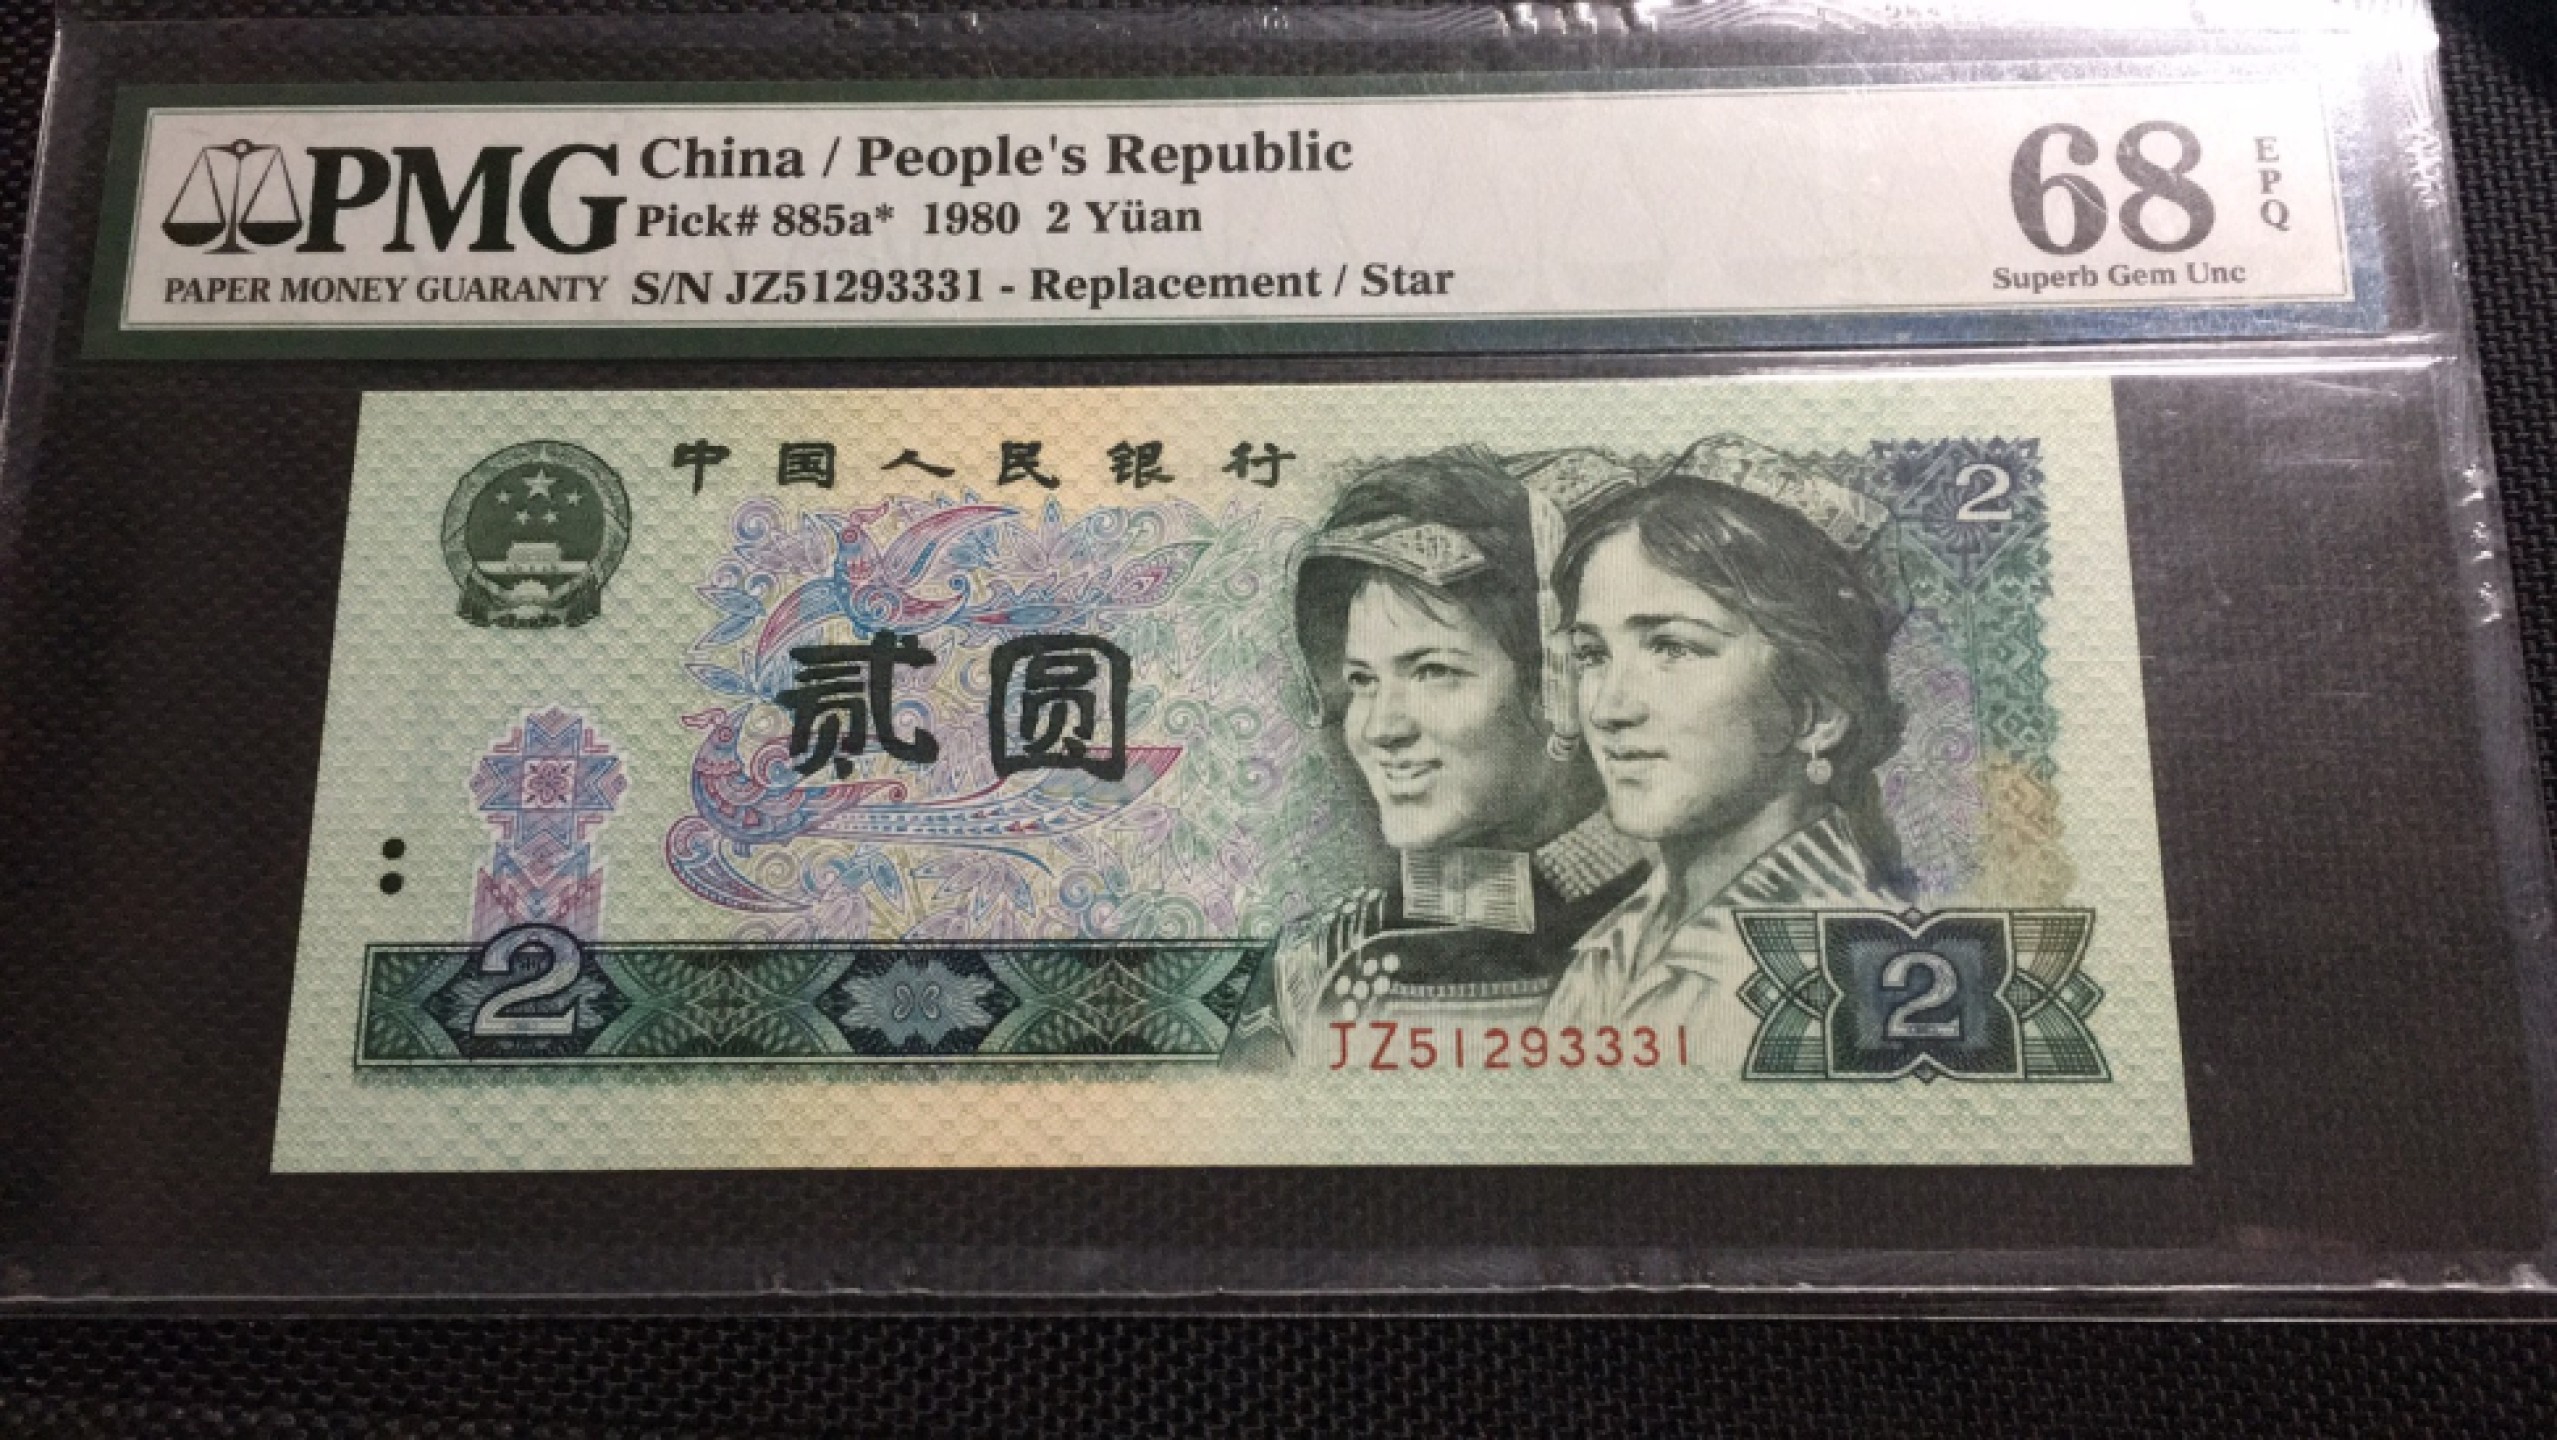 PMG
PAPER MONEY GUARANTY
China / People's Republic
Pick# 885a* 1980 2 Yüan
S/N JZ51293331 - Replacement / Star
68
EPQ
Superb Gem Unc
中国人民银行
2
贰圆
2
2
JZ51293331